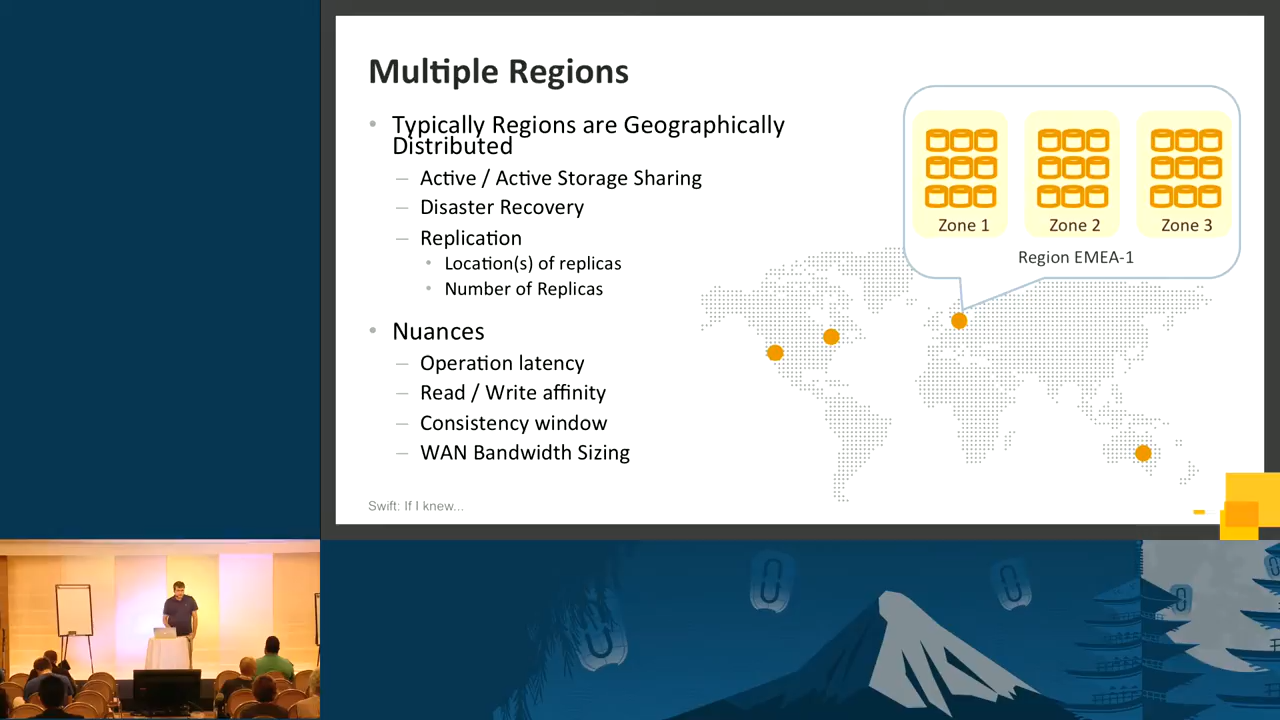 Multiple Regions
• Typically Regions are Geographically
Distributed
– Active / Active Storage Sharing
– Disaster Recovery
– Replication
• Location(s) of replicas
• Number of Replicas
• Nuances
– Operation latency
– Read / Write affinity
– Consistency window
– WAN Bandwidth Sizing
Zone 1
Zone 2
Zone 3
Region EMEA-1
Swift: If I knew...